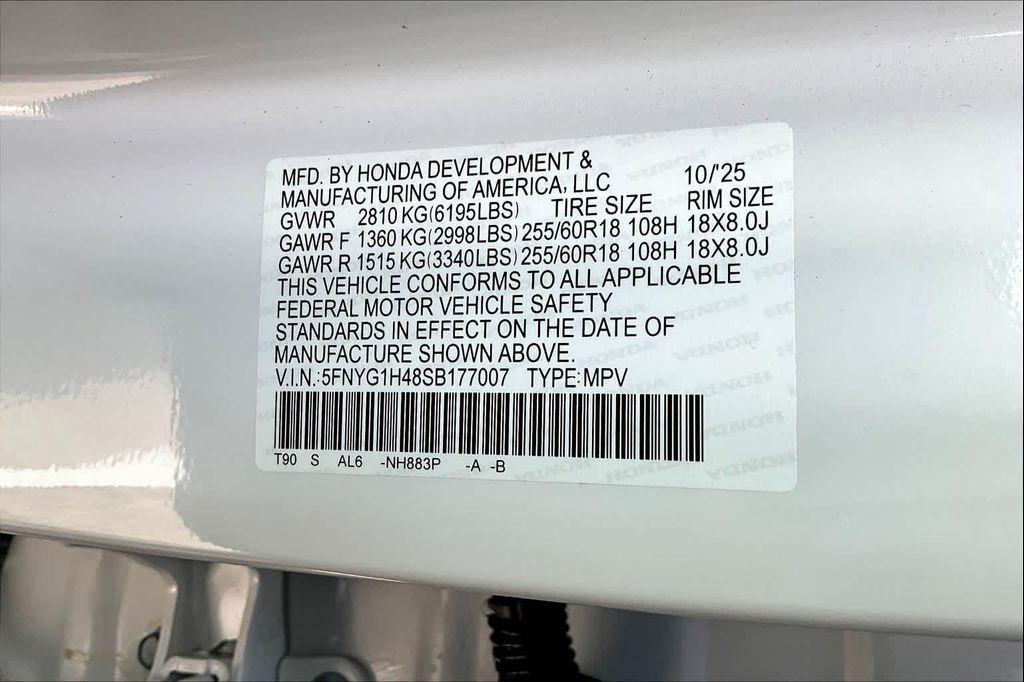 MFD. BY HONDA DEVELOPMENT &
MANUFACTURING OF AMERICA, LLC 10/'25
GVWR 2810 KG(6195LBS) TIRE SIZE RIM SIZE
GAWR F 1360 KG(2998LBS) 255/60R18 108H 18X8.0J
GAWR R 1515 KG(3340LBS) 255/60R18 108H 18X8.0J
THIS VEHICLE CONFORMS TO ALL APPLICABLE
FEDERAL MOTOR VEHICLE SAFETY
STANDARDS IN EFFECT ON THE DATE OF
MANUFACTURE SHOWN ABOVE.
V.I.N.:5FNYG1H48SB177007 TYPE:MPV
T90 S AL6 -NH883P -A -B